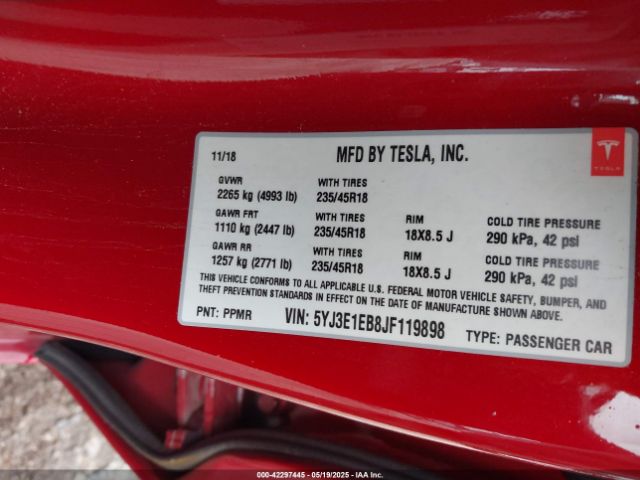 11/18 MFD BY TESLA, INC.
GVWR WITH TIRES
2265 kg (4993 lb) 235/45R18
GAWR FRT WITH TIRES RIM COLD TIRE PRESSURE
1110 kg (2447 lb) 235/45R18 18X8.5 J 290 kPa, 42 psi
GAWR RR WITH TIRES RIM COLD TIRE PRESSURE
1257 kg (2771 lb) 235/45R18 18X8.5 J 290 kPa, 42 psi
THIS VEHICLE CONFORMS TO ALL APPLICABLE U.S. FEDERAL MOTOR VEHICLE SAFETY, BUMPER, AND
THEFT PREVENTION STANDARDS IN EFFECT ON THE DATE OF MANUFACTURE SHOWN ABOVE.
PNT: PPMR VIN: 5YJ3E1EB8JF119898 TYPE: PASSENGER CAR
000-42297445 - 05/19/2025 - IAA Inc.